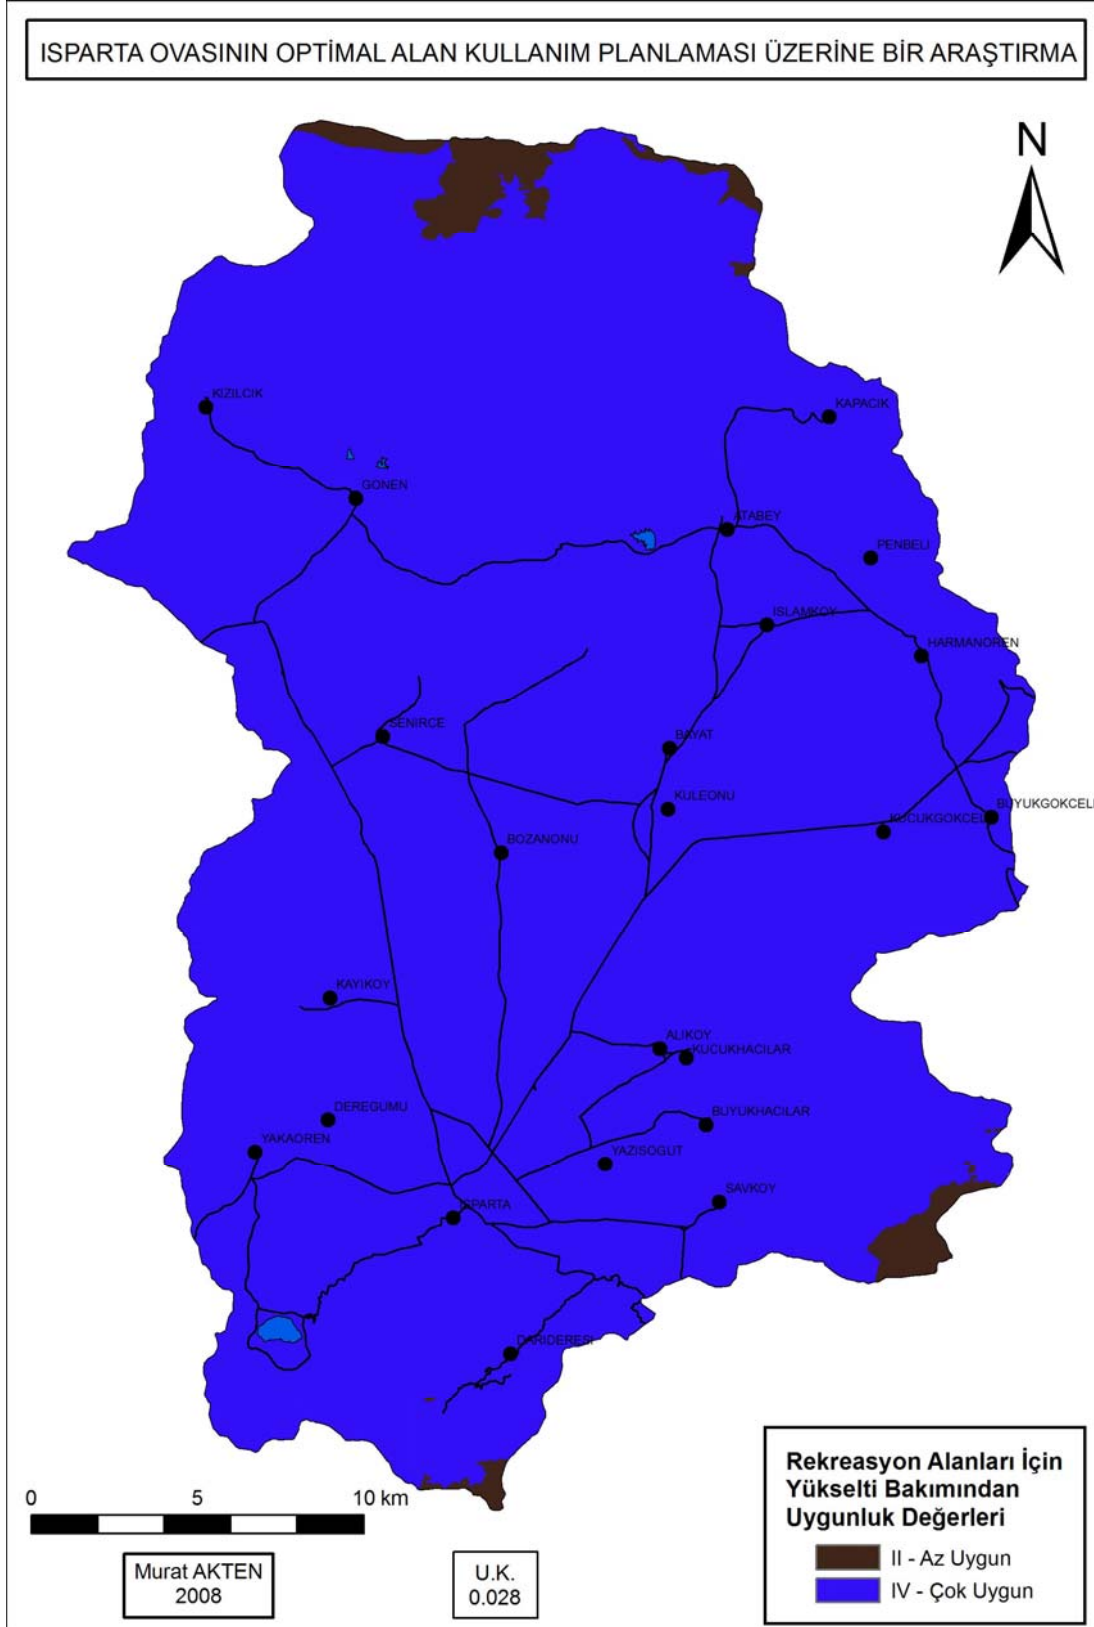 ISPARTA OVASININ OPTİMAL ALAN KULLANIM PLANLAMASI ÜZERİNE BİR ARAŞTIRMA
N
KIZILCIK
KAPACIK
GONEN
ATABEY
PENBELI
ISLAMKOY
HARMANOREN
SENIRCE
BAYAT
KULEONU
BUYUKGOKCELI
KUCUKGOKCELI
BOZANONU
KAYIKOY
ALIKOY
KUCUKHACILAR
DEREGUMU
BUYUKHACILAR
YAKAOREN
YAZISOGUT
SAVKOY
ISPARTA
DARIDERESI
0 5 10 km
Murat AKTEN
2008
U.K.
0.028
Rekreasyon Alanları İçin
Yükselti Bakımından
Uygunluk Değerleri
II - Az Uygun
IV - Çok Uygun